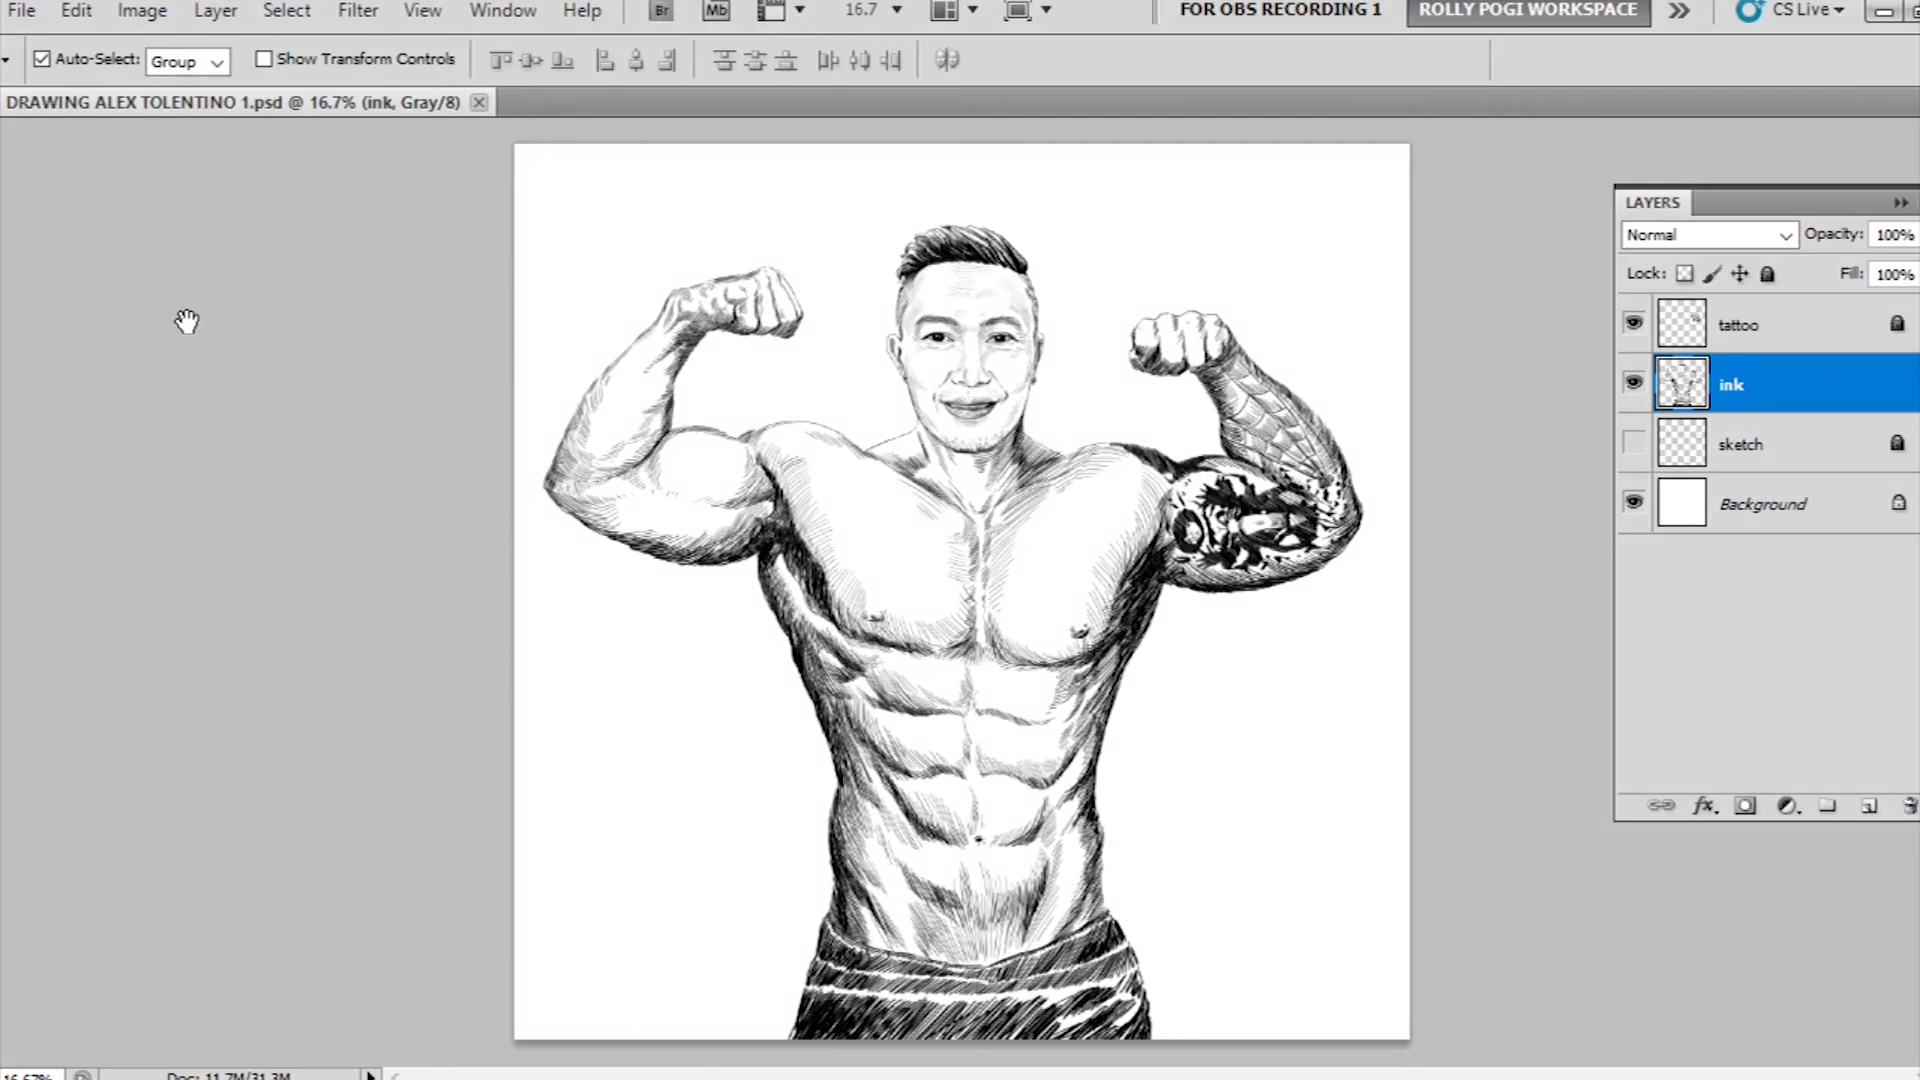 File Edit Image Layer Select Filter View Window Help Br Mb 16.7 FOR OBS RECORDING 1 ROLLY POGI WORKSPACE CS Live
Auto-Select: Group Show Transform Controls
DRAWING ALEX TOLENTINO 1.psd @ 16.7% (ink, Gray/8)
LAYERS
Normal Opacity: 100%
Lock: Fill: 100%
tattoo
ink
sketch
Background
fx.
16.67% Doc: 11.7M/31.3M